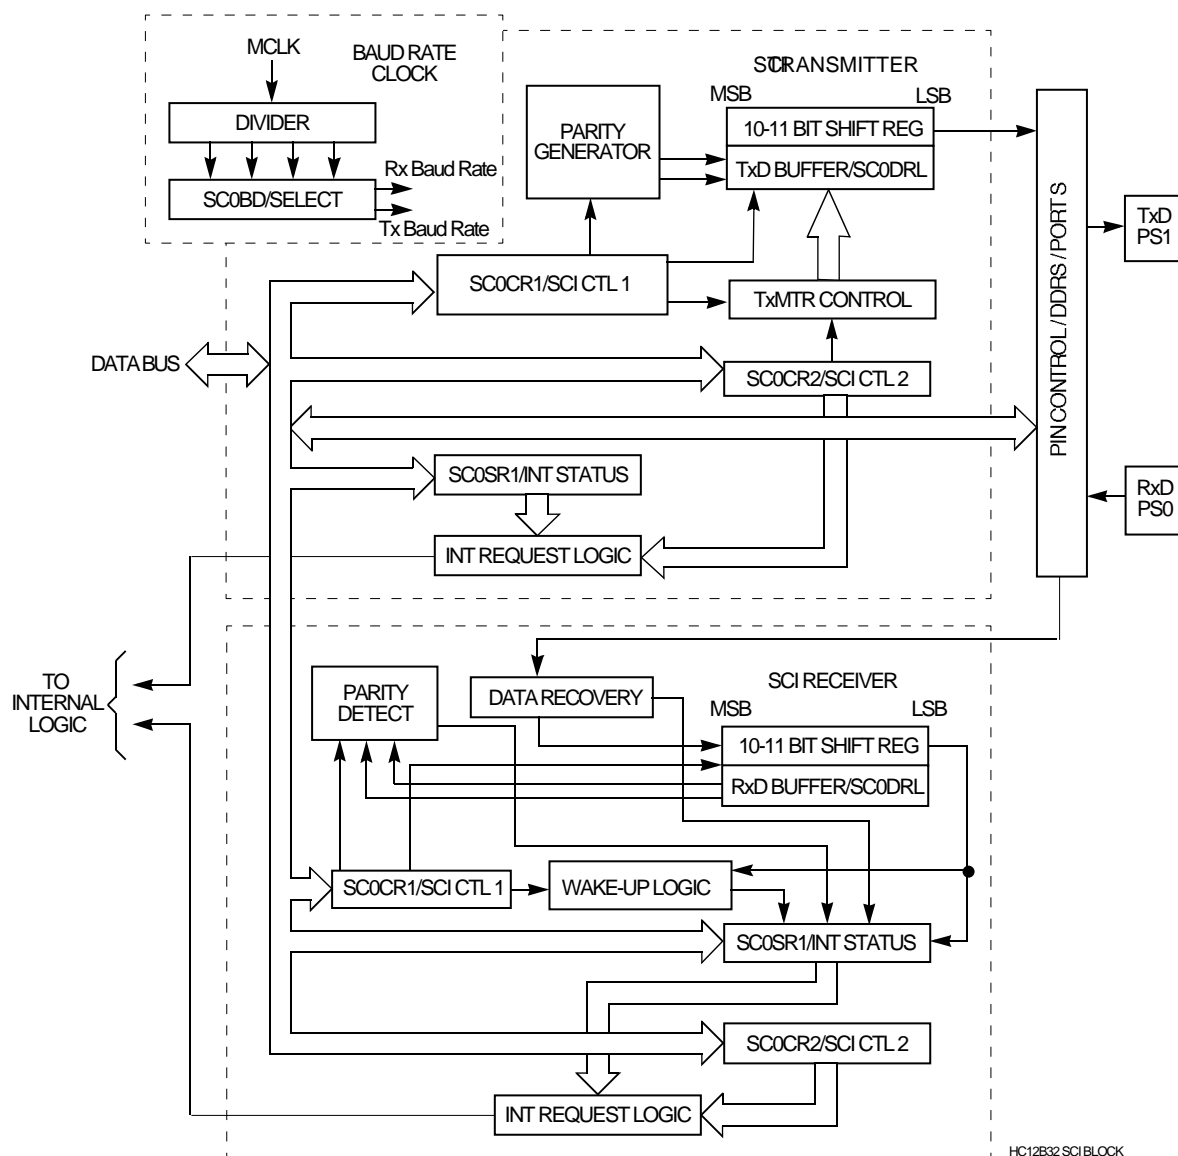 MCLK
BAUD RATE
CLOCK
DIVIDER
SC0BD/SELECT
Rx Baud Rate
Tx Baud Rate
SCI TRANSMITTER
MSB
LSB
PARITY
GENERATOR
10-11 BIT SHIFT REG
TxD BUFFER/SC0DRL
SC0CR1/SCI CTL 1
TxMTR CONTROL
DATA BUS
SC0CR2/SCI CTL 2
SC0SR1/INT STATUS
INT REQUEST LOGIC
PIN CONTROL / DDRS / PORT S
TxD
PS1
RxD
PS0
TO
INTERNAL
LOGIC
PARITY
DETECT
DATA RECOVERY
SCI RECEIVER
MSB
LSB
10-11 BIT SHIFT REG
RxD BUFFER/SC0DRL
SC0CR1/SCI CTL 1
WAKE-UP LOGIC
SC0SR1/INT STATUS
SC0CR2/SCI CTL 2
INT REQUEST LOGIC
HC12B32 SCI BLOCK